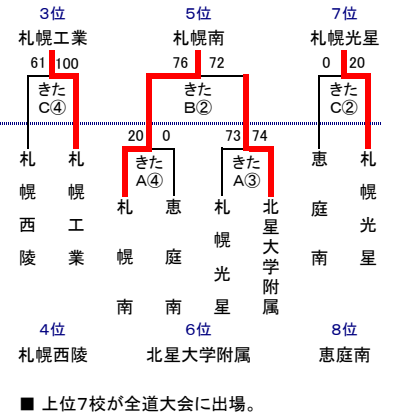 3位 5位 7位
札幌工業 札幌南 札幌光星
61 100 76 72 0 20
きた きた きた
C④ B② C②
20 0 73 74
きた きた
A④ A③
札幌西陵 札幌工業 札幌南 恵庭南 札幌光星 北星大学附属 恵庭南 札幌光星
4位 6位 8位
札幌西陵 北星大学附属 恵庭南
■ 上位7校が全道大会に出場。